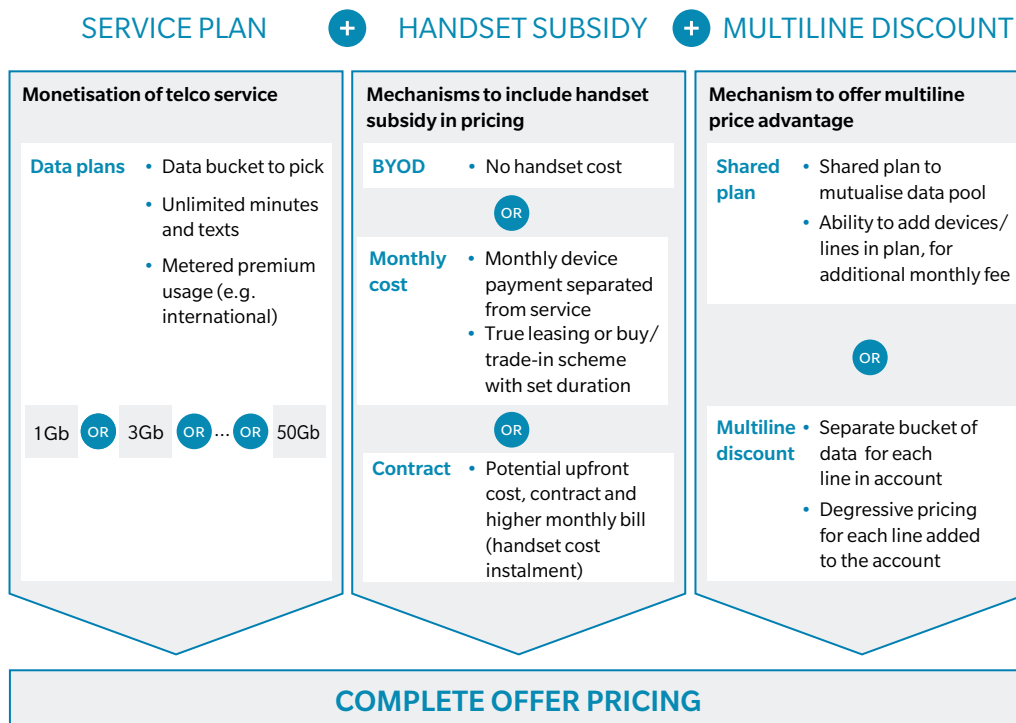 SERVICE PLAN + HANDSET SUBSIDY + MULTILINE DISCOUNT
Monetisation of telco service
Data plans
• Data bucket to pick
• Unlimited minutes
and texts
• Metered premium
usage (e.g.
international)
1Gb OR 3Gb OR ... OR 50Gb
Mechanisms to include handset
subsidy in pricing
BYOD
• No handset cost
OR
Monthly
cost
• Monthly device
payment separated
from service
• True leasing or buy/
trade-in scheme
with set duration
OR
Contract
• Potential upfront
cost, contract and
higher monthly bill
(handset cost
instalment)
Mechanism to offer multiline
price advantage
Shared
plan
• Shared plan to
mutualise data pool
• Ability to add devices/
lines in plan, for
additional monthly fee
OR
Multiline
discount
• Separate bucket of
data for each
line in account
• Degressive pricing
for each line added
to the account
COMPLETE OFFER PRICING